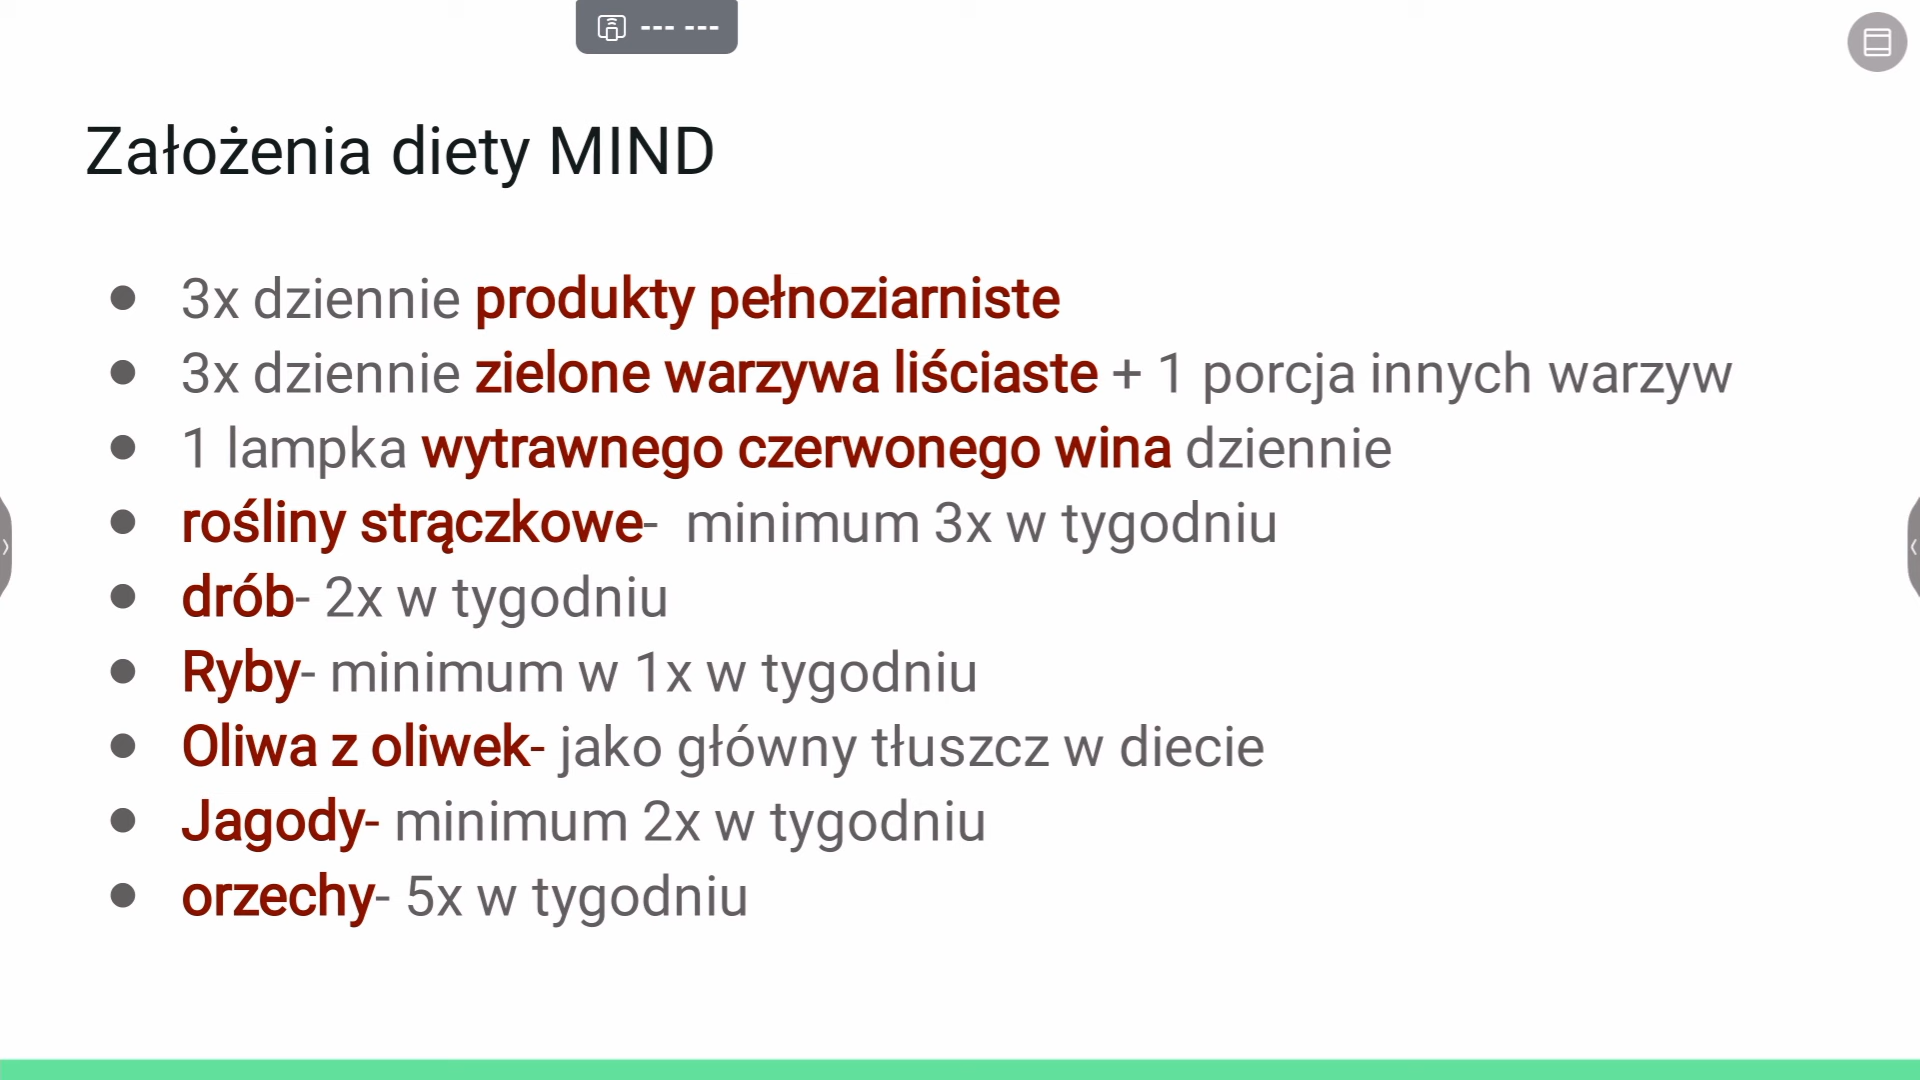 --- ---
Założenia diety MIND
● 3x dziennie produkty pełnoziarniste
● 3x dziennie zielone warzywa liściaste + 1 porcja innych warzyw
● 1 lampka wytrawnego czerwonego wina dziennie
● rośliny strączkowe-  minimum 3x w tygodniu
● drób- 2x w tygodniu
● Ryby- minimum w 1x w tygodniu
● Oliwa z oliwek- jako główny tłuszcz w diecie
● Jagody- minimum 2x w tygodniu
● orzechy- 5x w tygodniu